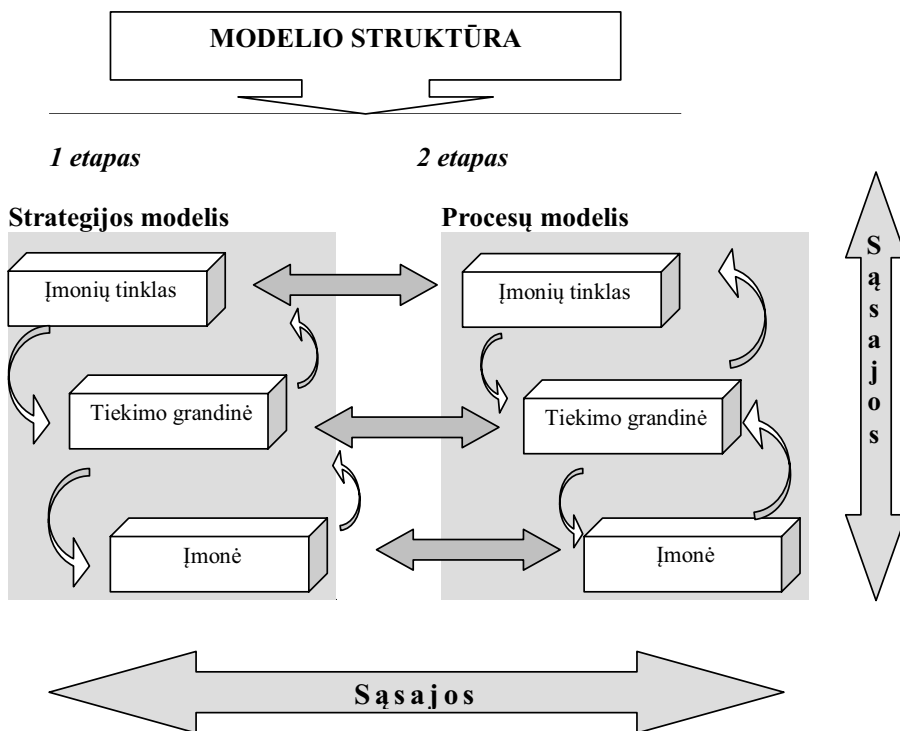 MODELIO STRUKTŪRA
1 etapas
2 etapas
Strategijos modelis
Procesų modelis
Įmonių tinklas
Įmonių tinklas
Tiekimo grandinė
Tiekimo grandinė
Įmonė
Įmonė
Sąsajos
Sąsajos